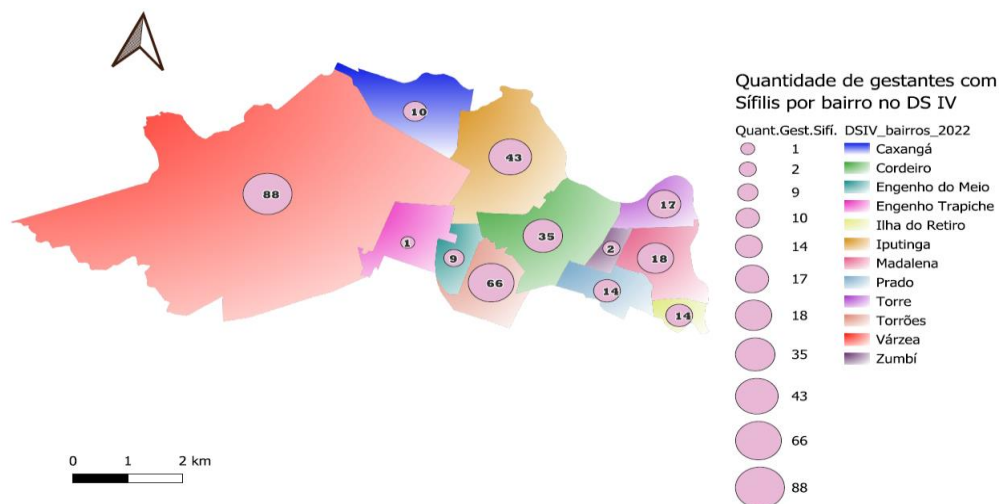 Quantidade de gestantes com
Sífilis por bairro no DS IV
Quant.Gest.Sifí. DSIV_bairros_2022
1 Caxangá
2 Cordeiro
9 Engenho do Meio
10 Engenho Trapiche
14 Ilha do Retiro
17 Iputinga
18 Madalena
35 Prado
43 Torre
66 Torrões
88 Várzea
Zumbí
10
43
88
17
35
2
1
9
18
66
14
14
0 1 2 km